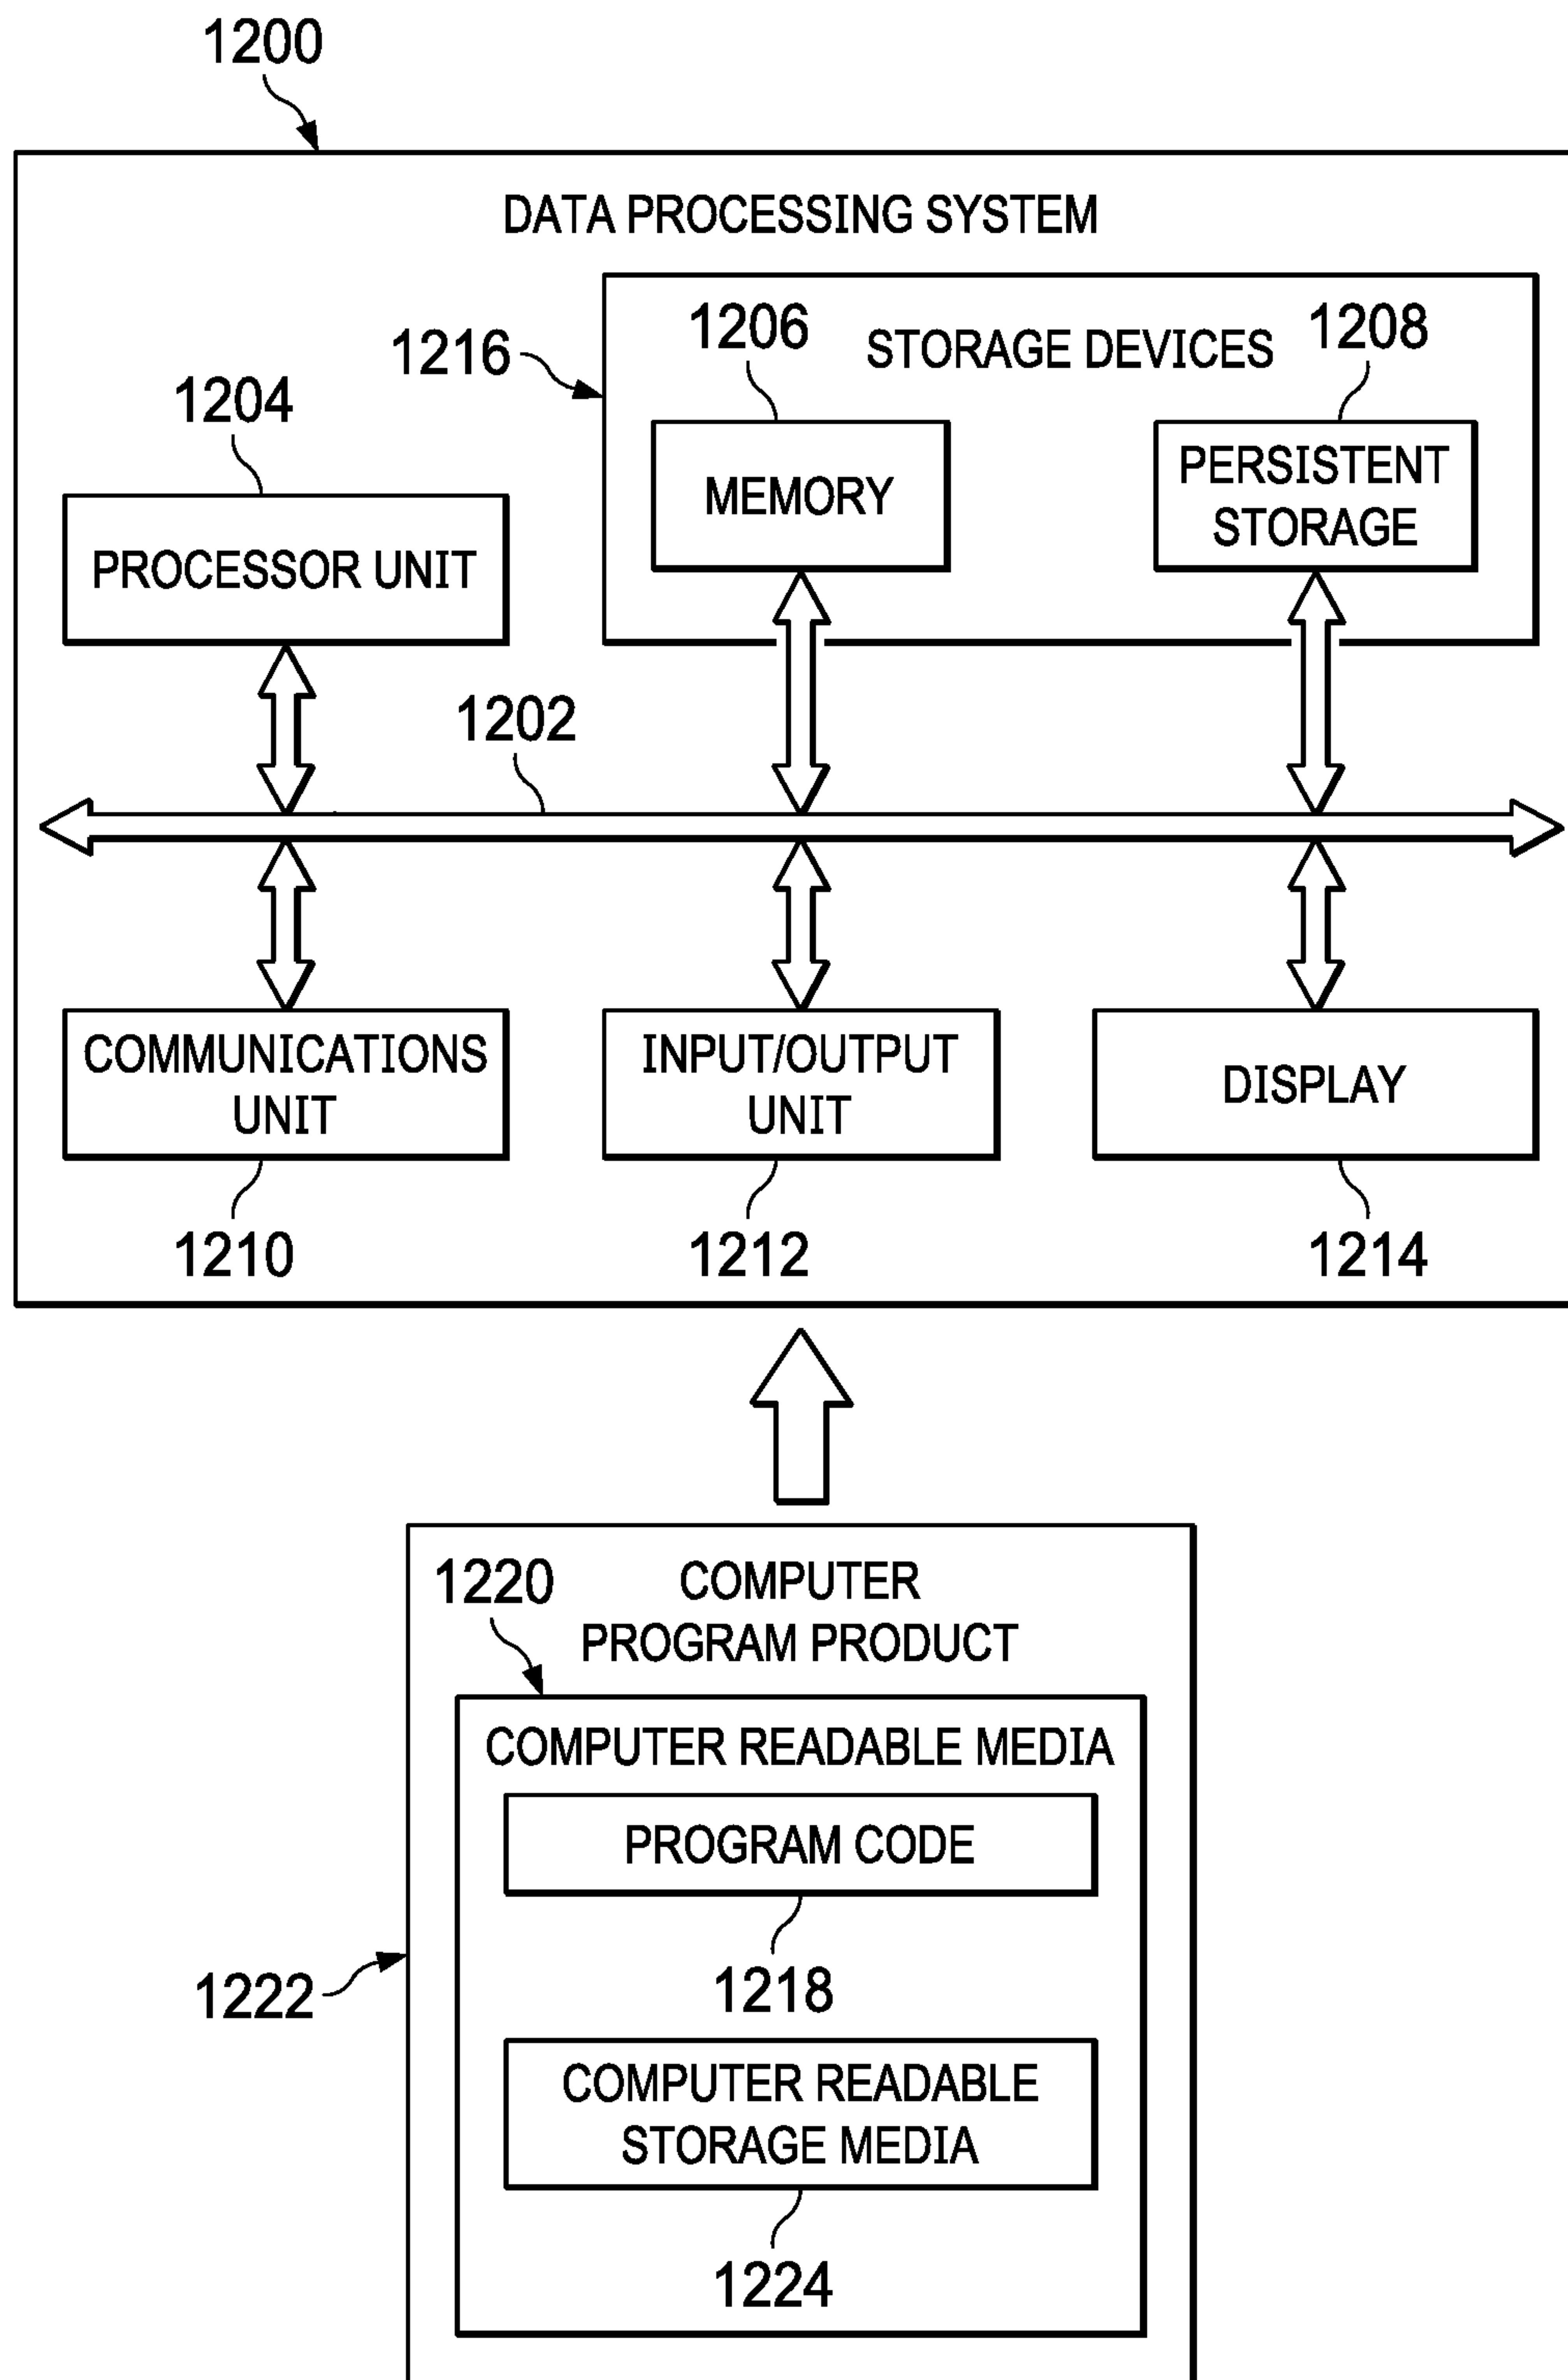 1200
DATA PROCESSING SYSTEM
1206
STORAGE DEVICES
1208
1216
1204
MEMORY
PERSISTENT
STORAGE
PROCESSOR UNIT
1202
COMMUNICATIONS
UNIT
INPUT/OUTPUT
UNIT
DISPLAY
1210
1212
1214
1220
COMPUTER
PROGRAM PRODUCT
COMPUTER READABLE MEDIA
PROGRAM CODE
1218
1222
COMPUTER READABLE
STORAGE MEDIA
1224